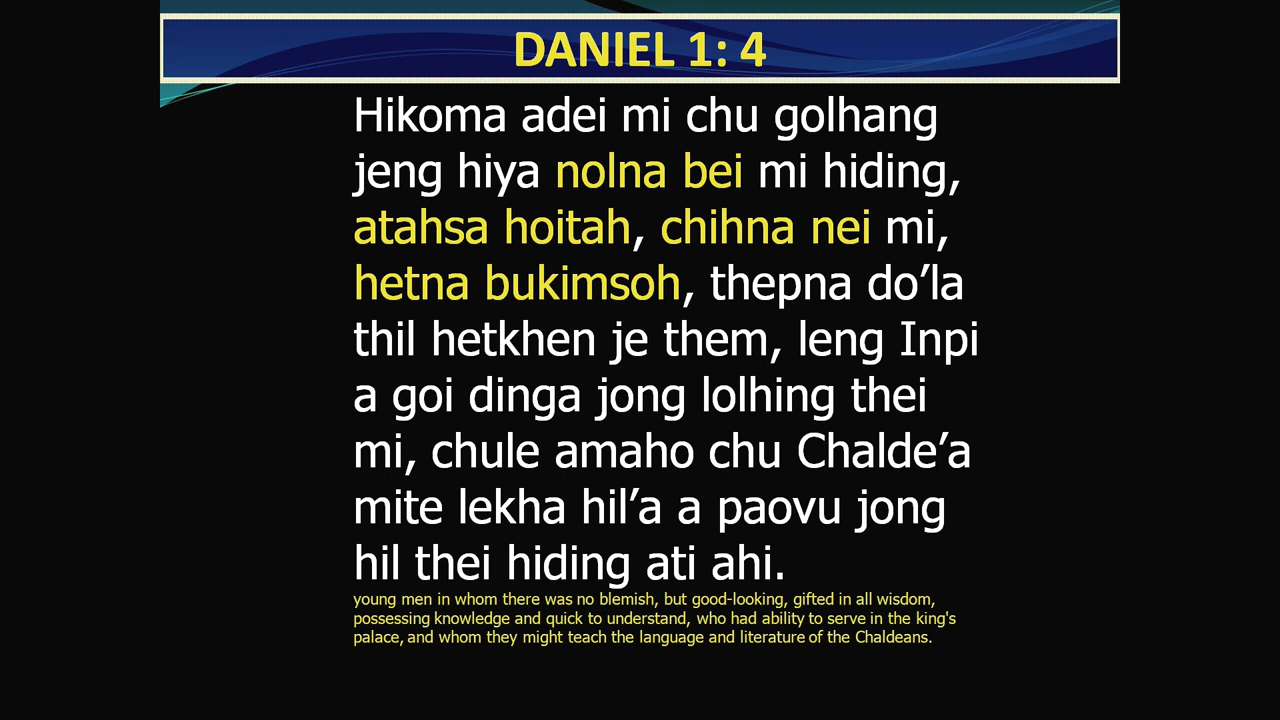 DANIEL 1: 4
Hikoma adei mi chu golhang
jeng hiya nolna bei mi hiding,
atahsa hoitah, chihna nei mi,
hetna bukimsoh, thepna do’la
thil hetkhen je them, leng Inpi
a goi dinga jong lolhing thei
mi, chule amaho chu Chalde’a
mite lekha hil’a a paovu jong
hil thei hiding ati ahi.
young men in whom there was no blemish, but good-looking, gifted in all wisdom,
possessing knowledge and quick to understand, who had ability to serve in the king's
palace, and whom they might teach the language and literature of the Chaldeans.